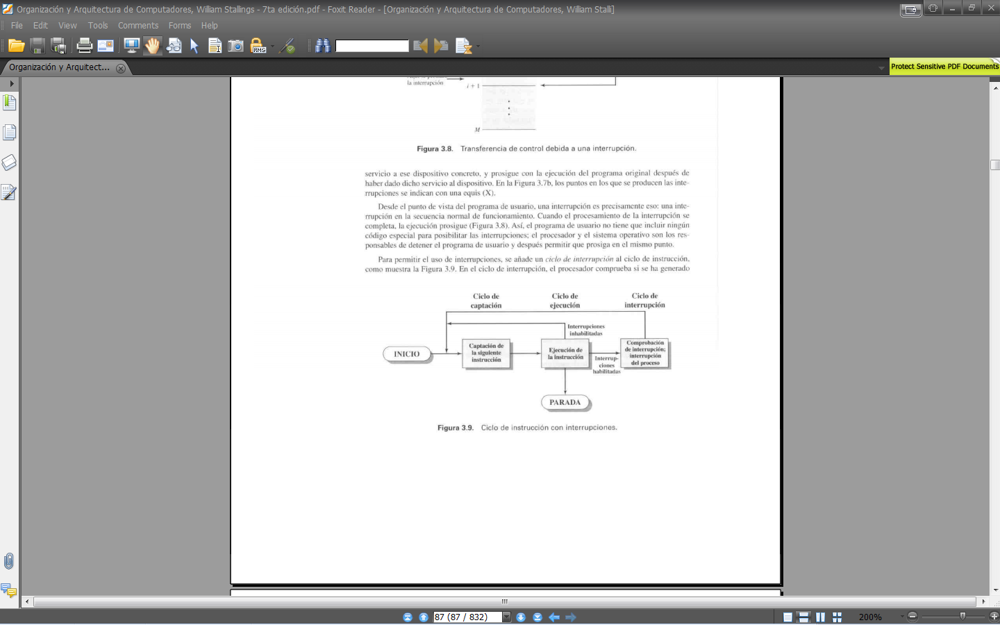 Organización y Arquitectura de Computadores, William Stallings - 7ta edición.pdf - Foxit Reader - [Organización y Arquitectura de Computadores, William Stalli]
File Edit View Tools Comments Forms Help
RMS
Organización y Arquitect...
Protect Sensitive PDF Documents
la interrupción
i + 1
M
Figura 3.8. Transferencia de control debida a una interrupción.
servicio a ese dispositivo concreto, y prosigue con la ejecución del programa original después de
haber dado dicho servicio al dispositivo. En la Figura 3.7b, los puntos en los que se producen las inte-
rrupciones se indican con una equis (X).
Desde el punto de vista del programa de usuario, una interrupción es precisamente eso: una inte-
rrupción en la secuencia normal de funcionamiento. Cuando el procesamiento de la interrupción se
completa, la ejecución prosigue (Figura 3.8). Así, el programa de usuario no tiene que incluir ningún
código especial para posibilitar las interrupciones; el procesador y el sistema operativo son los res-
ponsables de detener el programa de usuario y después permitir que prosiga en el mismo punto.
Para permitir el uso de interrupciones, se añade un ciclo de interrupción al ciclo de instrucción,
como muestra la Figura 3.9. En el ciclo de interrupción, el procesador comprueba si se ha generado
Ciclo de
captación
Ciclo de
ejecución
Ciclo de
interrupción
Interrupciones
inhabilitadas
INICIO
Captación de
la siguiente
instrucción
Ejecución de
la instrucción
Interrup-
ciones
habilitadas
Comprobación
de interrupción;
interrupción
del proceso
PARADA
Figura 3.9. Ciclo de instrucción con interrupciones.
87 (87 / 832)
200%